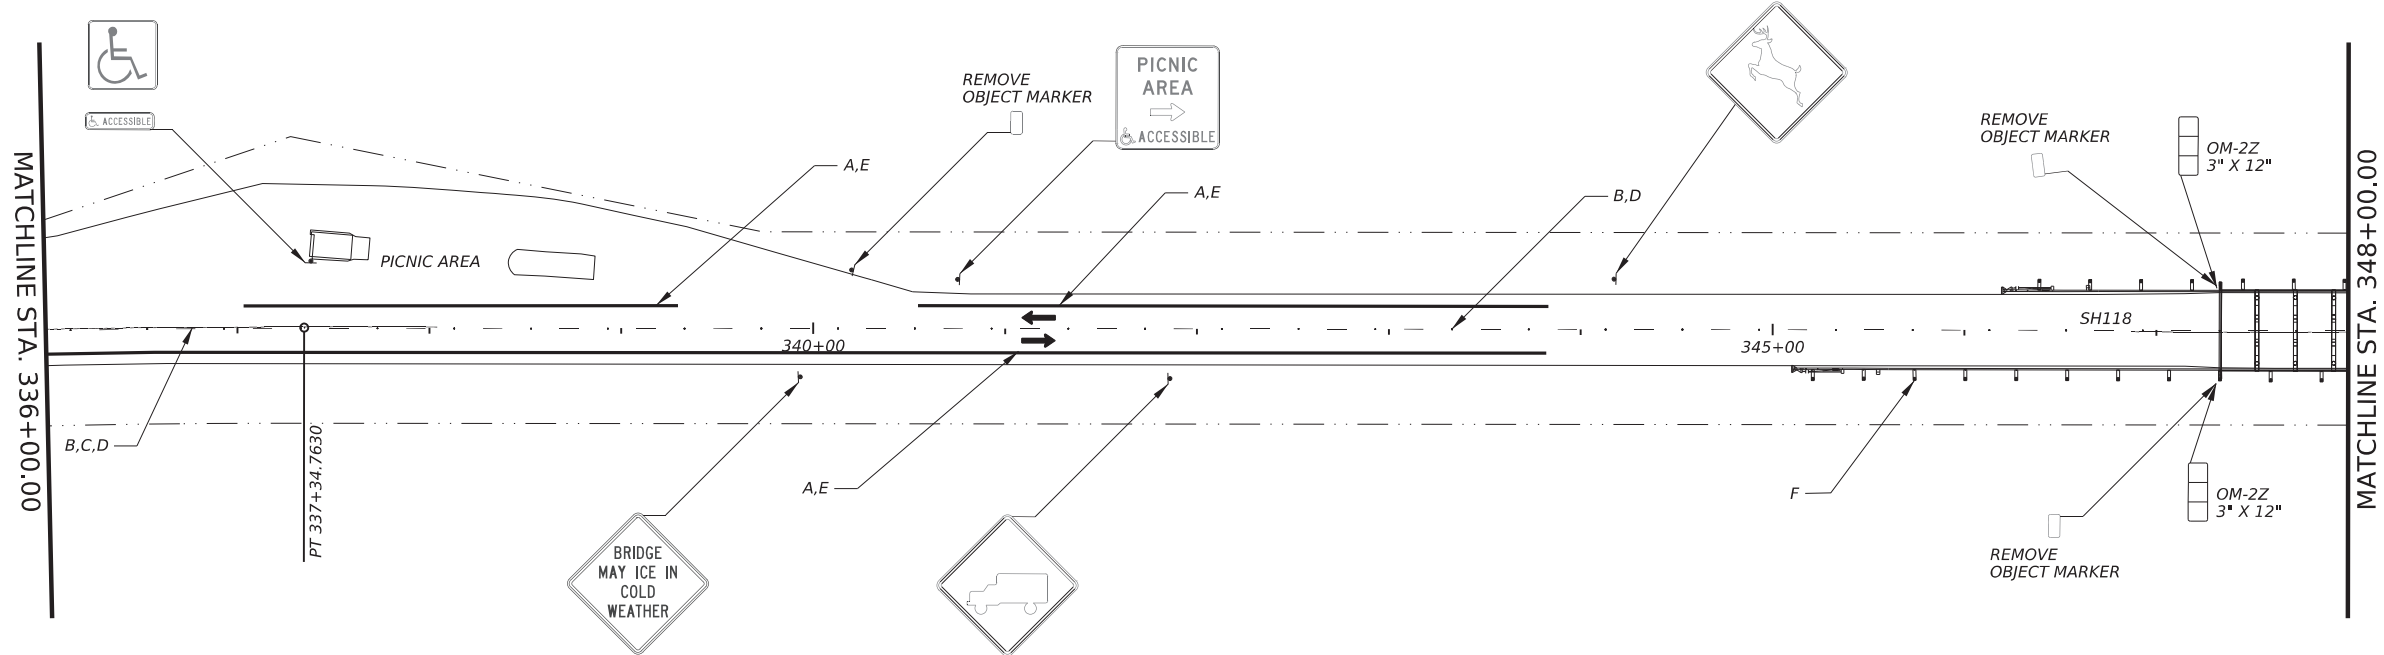 MATCHLINE STA. 336+00.00
ACCESSIBLE
REMOVE
OBJECT MARKER
PICNIC
AREA
ACCESSIBLE
A,E
A,E
B,D
REMOVE
OBJECT MARKER
OM-2Z
3" X 12"
PICNIC AREA
SH118
340+00
345+00
B,C,D
PT 337+34.7630
A,E
F
BRIDGE
MAY ICE IN
COLD
WEATHER
OM-2Z
3" X 12"
REMOVE
OBJECT MARKER
MATCHLINE STA. 348+00.00